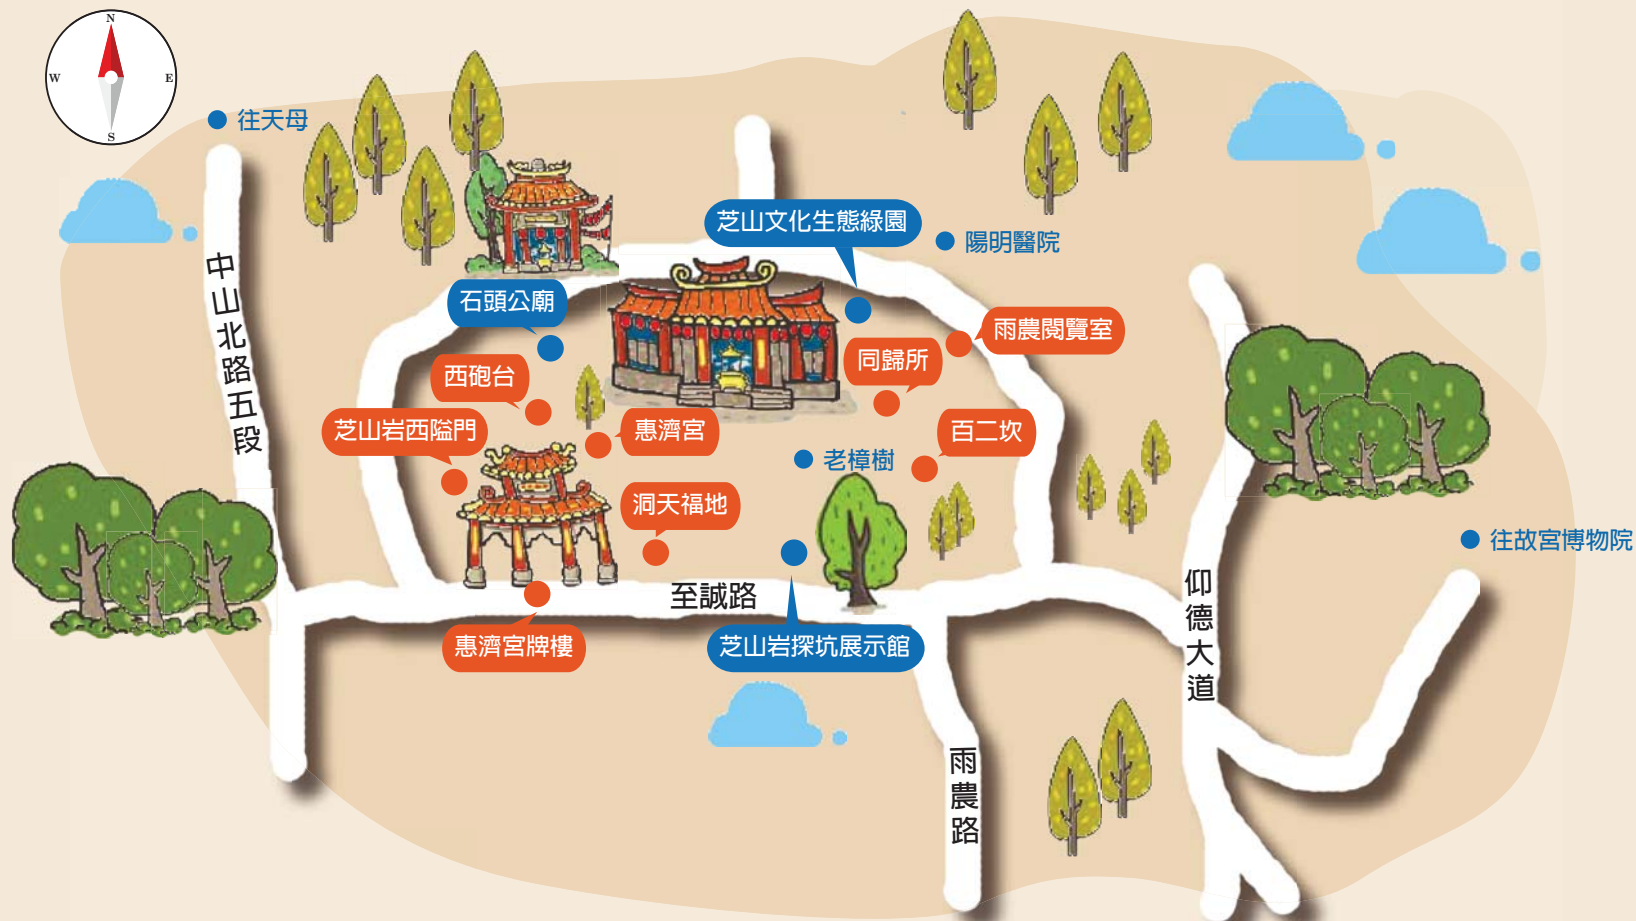 N
W
E
S
往天母
芝山文化生態綠園
陽明醫院
中山北路五段
石頭公廟
雨農閱覽室
同歸所
西砲台
芝山岩西隘門
惠濟宮
百二坎
老樟樹
洞天福地
往故宮博物院
至誠路
仰德大道
惠濟宮牌樓
芝山岩探坑展示館
雨農路